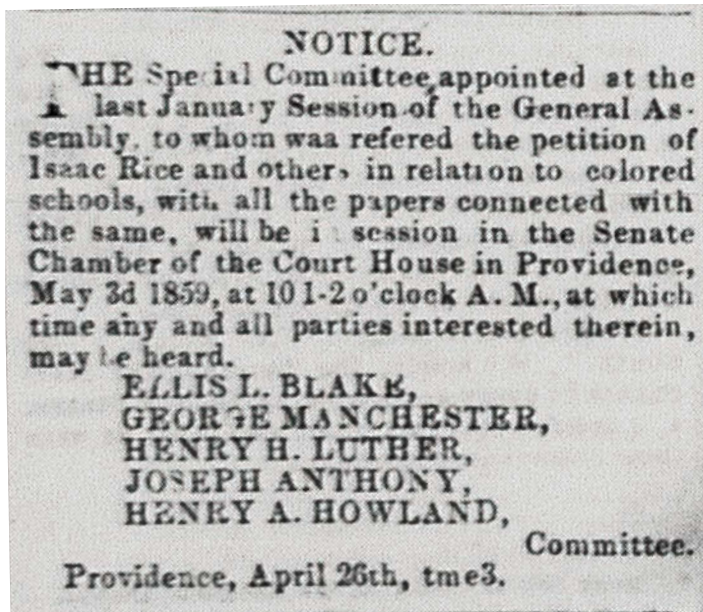 NOTICE.
THE Special Committee, appointed at the
last January Session of the General As-
sembly, to whom waa refered the petition of
Isaac Rice and others in relation to colored
schools, with all the papers connected with
the same, will be in session in the Senate
Chamber of the Court House in Providence,
May 3d 1859, at 10 1-2 o'clock A. M., at which
time any and all parties interested therein,
may be heard.
ELLIS L. BLAKE,
GEORGE MANCHESTER,
HENRY H. LUTHER,
JOSEPH ANTHONY,
HENRY A. HOWLAND,
Committee.
Providence, April 26th, tme3.